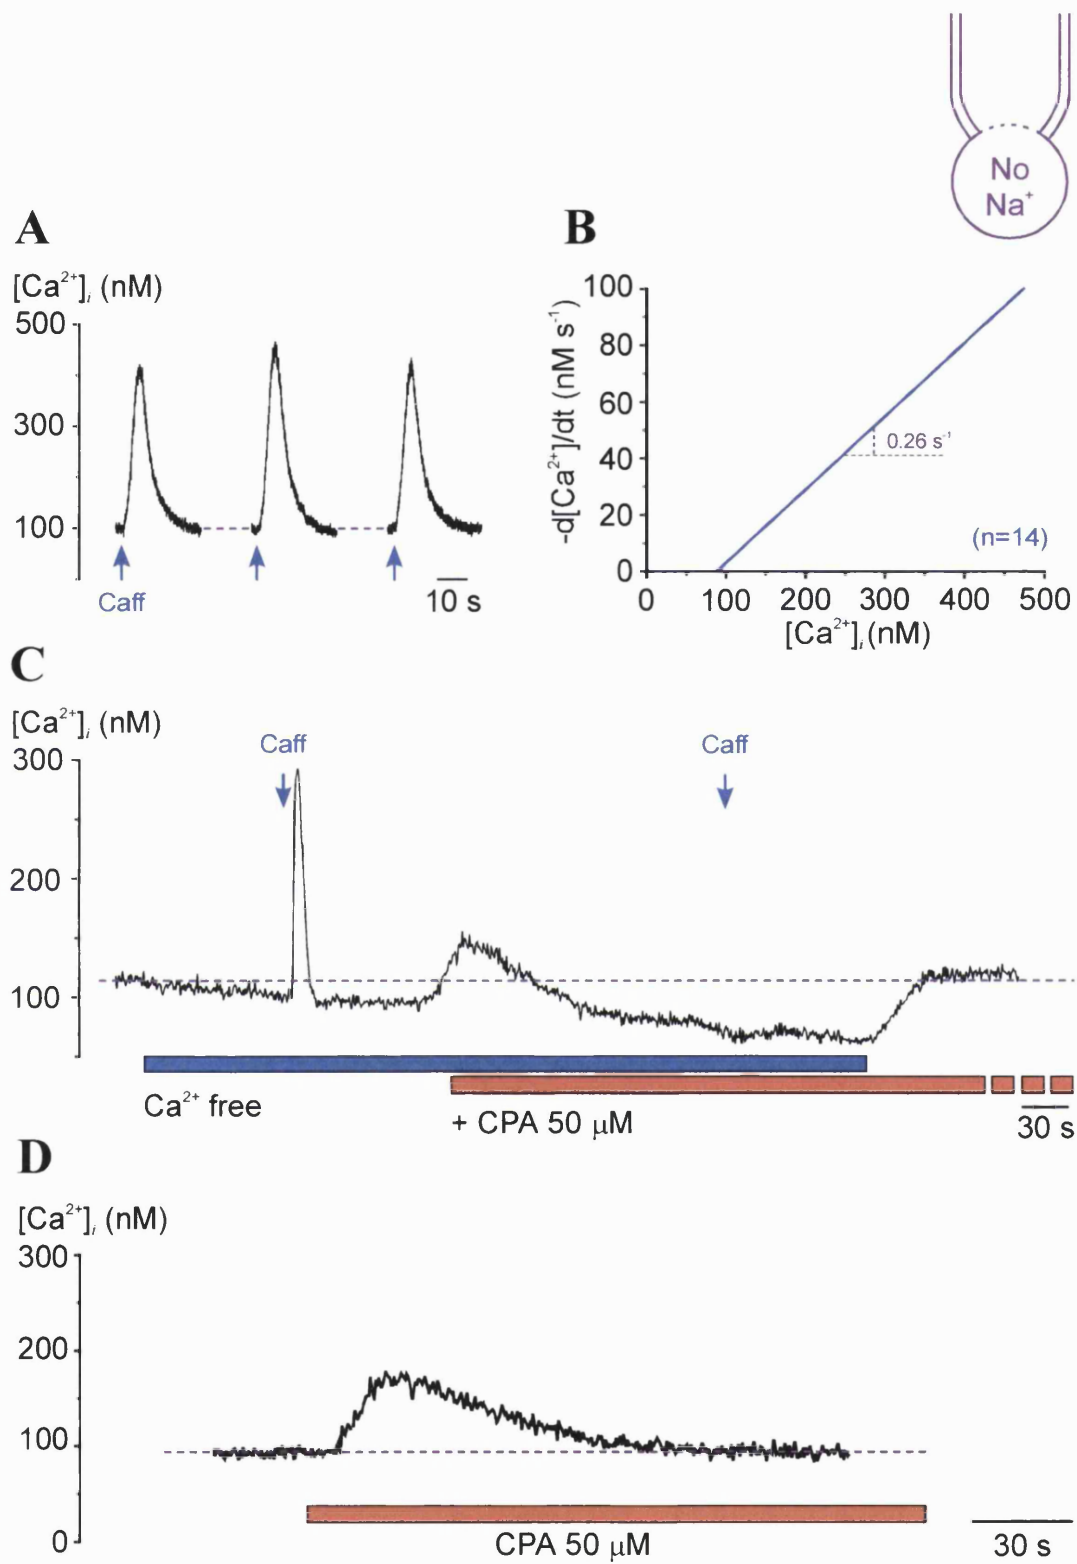 No
Na⁺
A
[Ca²⁺]ᵢ (nM)
500
300
100
Caff
10 s
B
-d[Ca²⁺]/dt (nM s⁻¹)
100
80
60
40
20
0
0.26 s⁻¹
(n=14)
0 100 200 300 400 500
[Ca²⁺]ᵢ (nM)
C
[Ca²⁺]ᵢ (nM)
300
200
100
Caff
Caff
Ca²⁺ free
+ CPA 50 μM
30 s
D
[Ca²⁺]ᵢ (nM)
300
200
100
0
CPA 50 μM
30 s